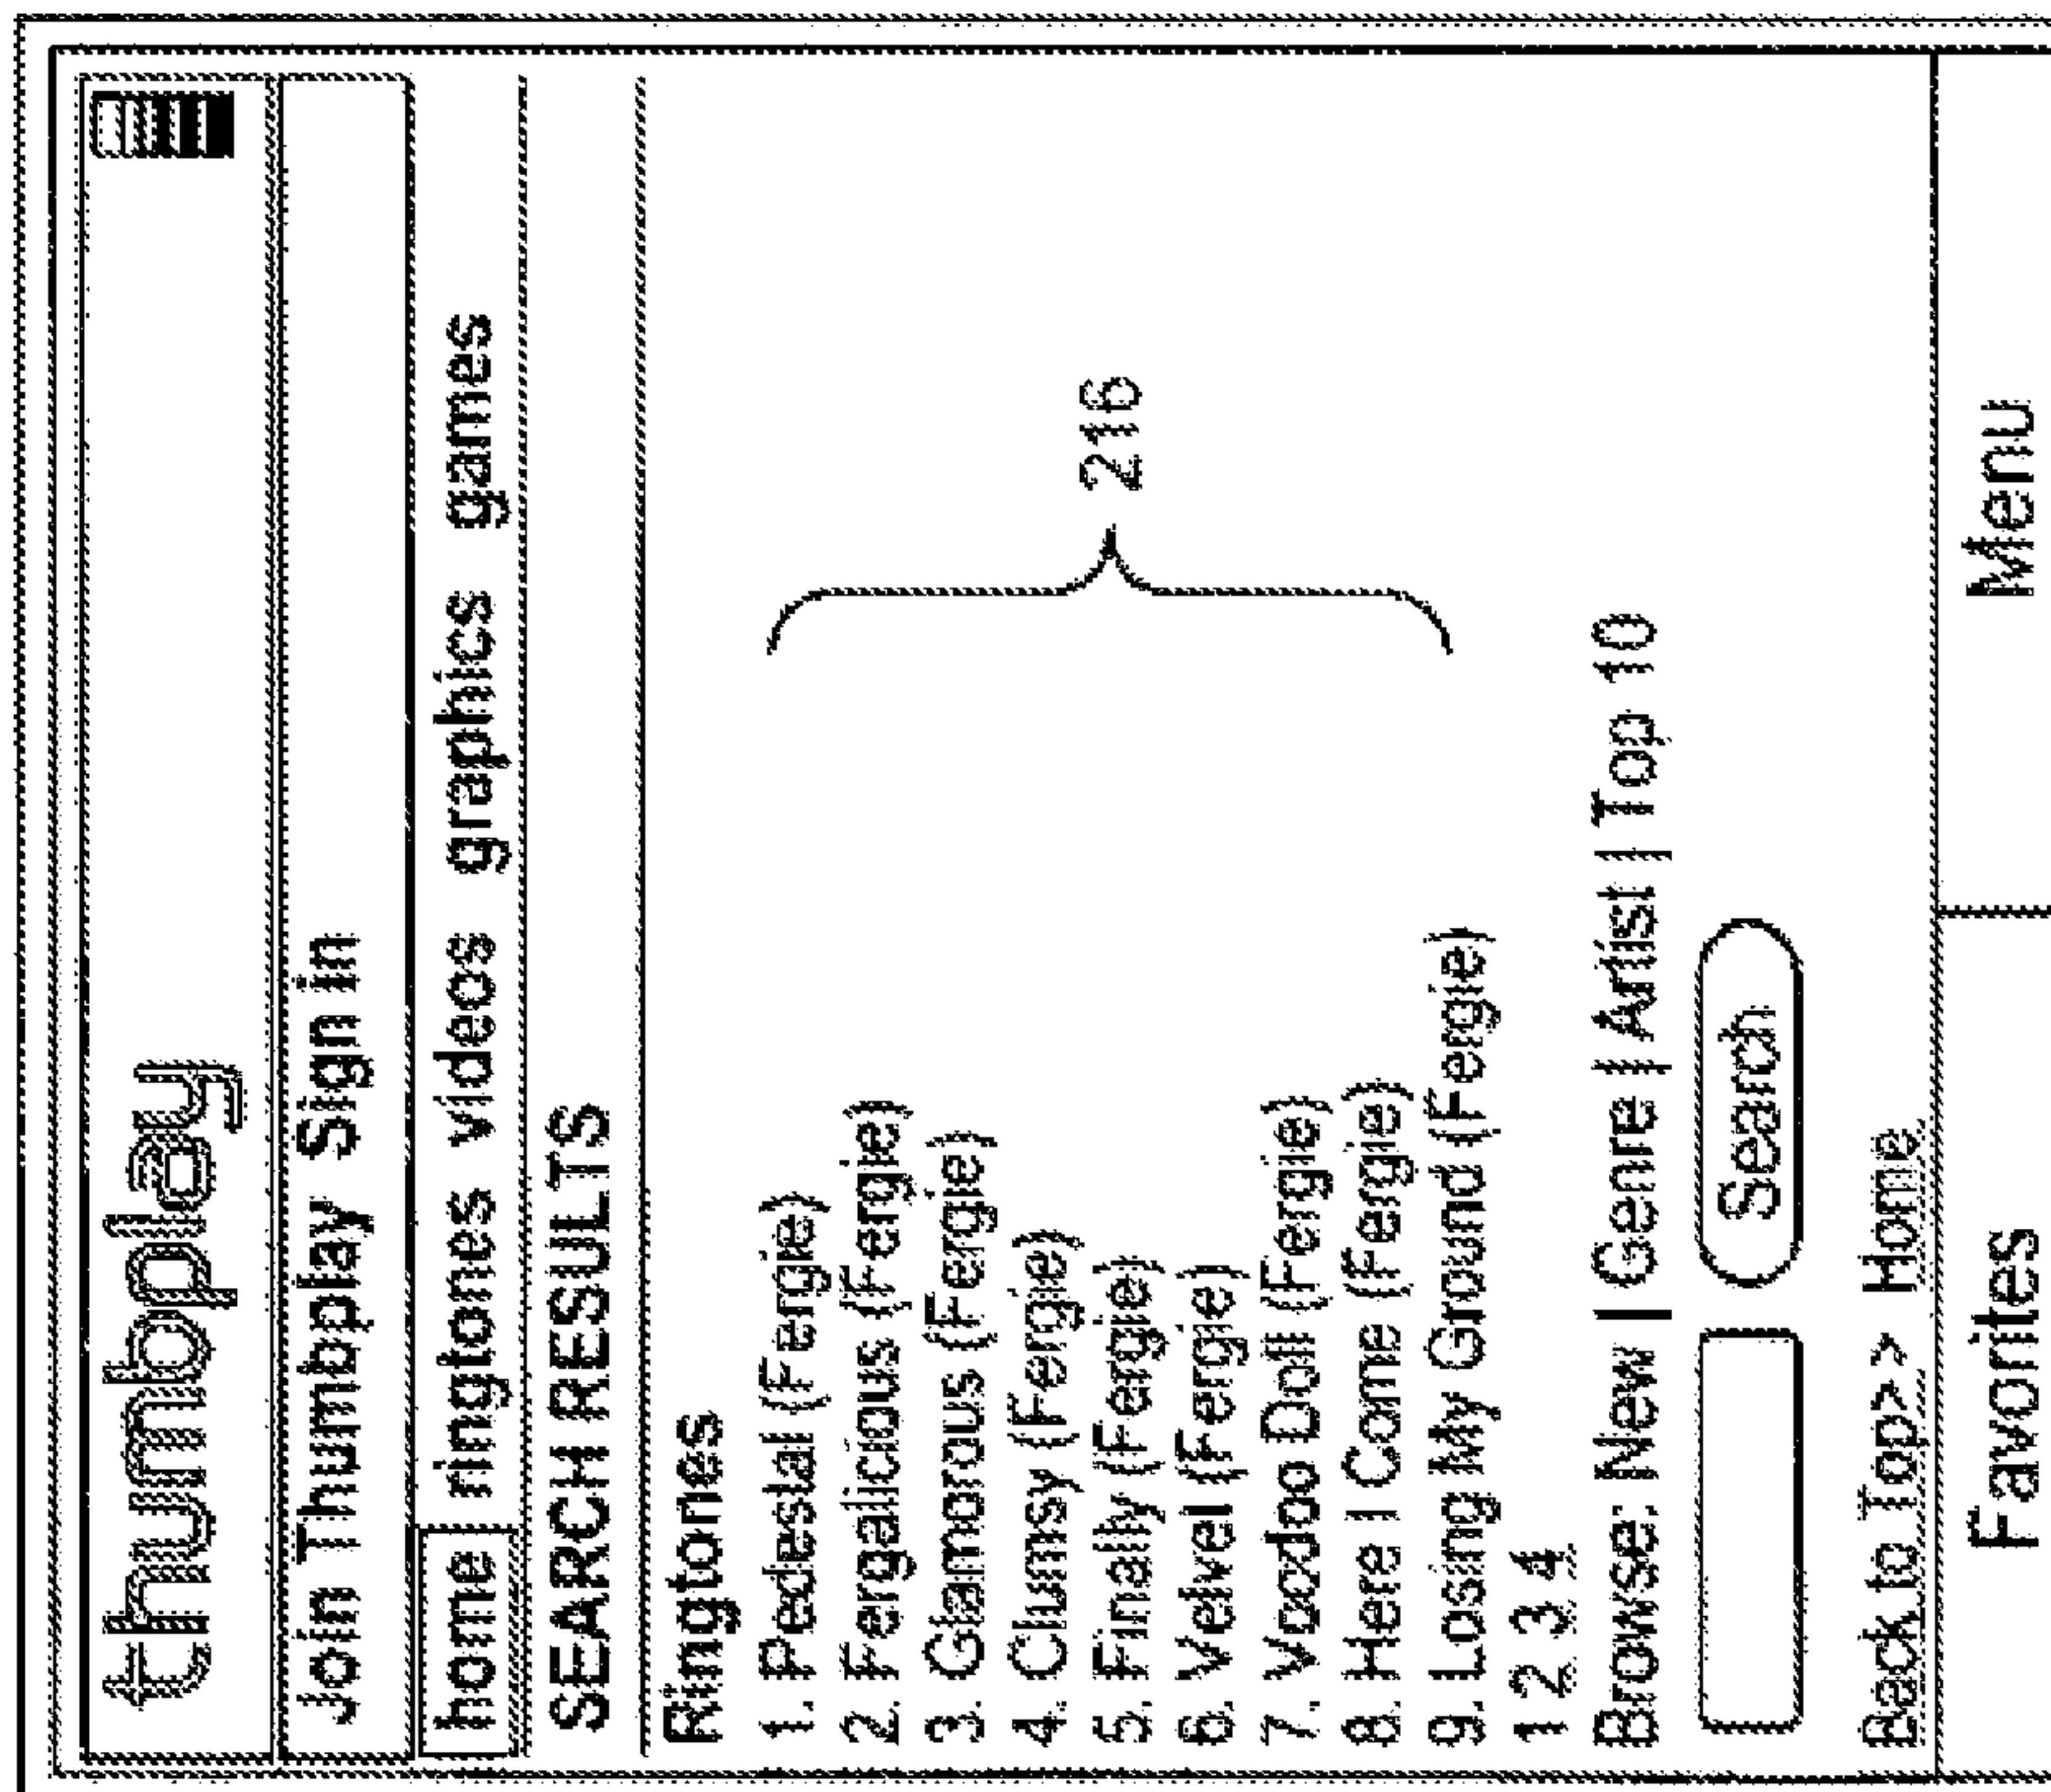 thumbplay
Join Thumbplay Sign in
home ringtones videos graphics games
SEARCH RESULTS
Ringtones
1. Pedestal (Fergie)
2. Fergalicious (Fergie)
3. Glamorous (Fergie)
4. Clumsy (Fergie)
5. Finally (Fergie)
6. Velvet (Fergie)
7. Voodoo Doll (Fergie)
8. Here I Come (Fergie)
9. Losing My Ground (Fergie)
216
1 2 3 4
Browse: New | Genre | Artist | Top 10
Search
Back to Top>> Home
Favorites Menu